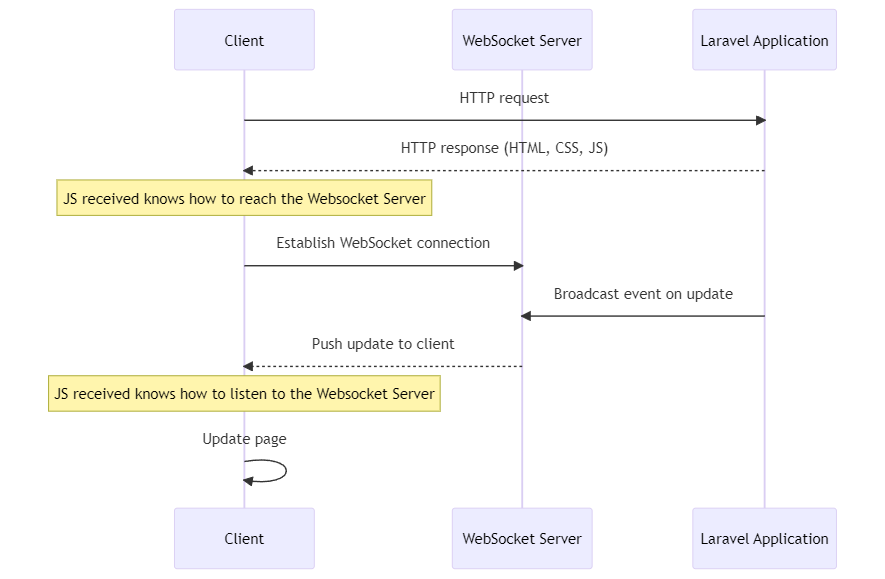 Client
WebSocket Server
Laravel Application
HTTP request
HTTP response (HTML, CSS, JS)
JS received knows how to reach the Websocket Server
Establish WebSocket connection
Broadcast event on update
Push update to client
JS received knows how to listen to the Websocket Server
Update page
Client
WebSocket Server
Laravel Application